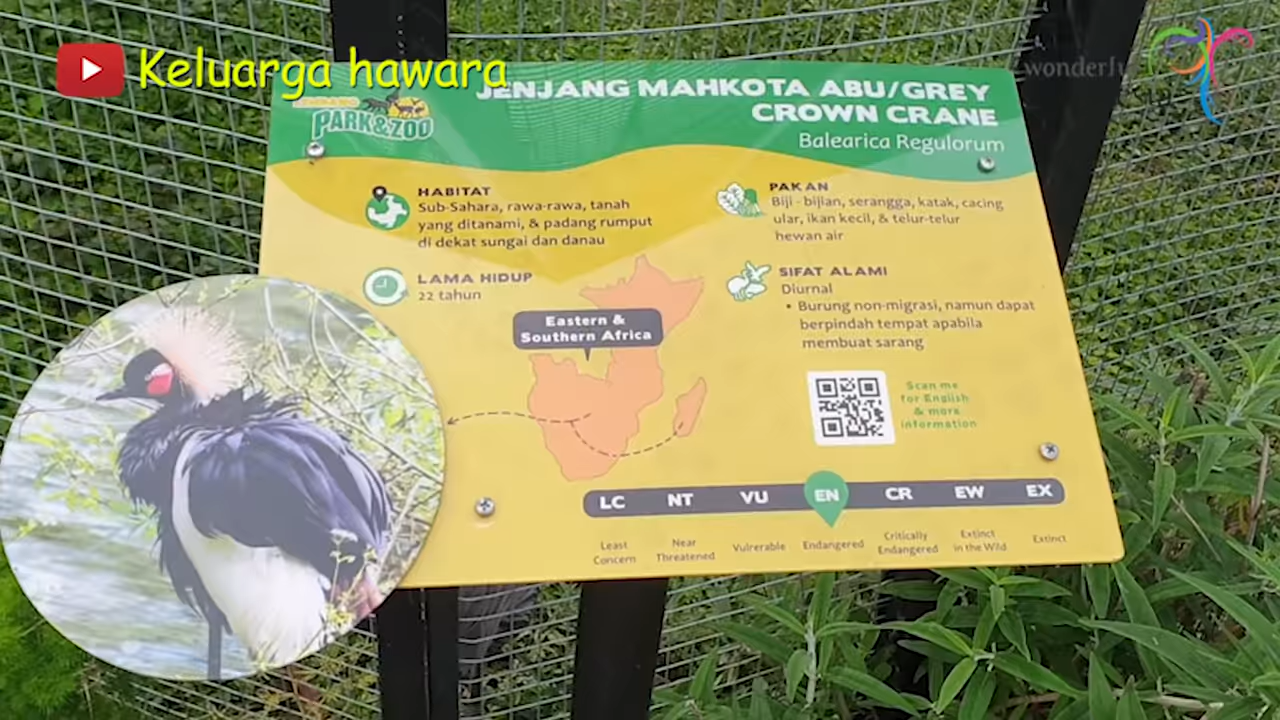 Keluarga hawara
wonderfu
LEMBANG
PARK & ZOO
JENJANG MAHKOTA ABU/GREY
CROWN CRANE
Balearica Regulorum
HABITAT
Sub-Sahara, rawa-rawa, tanah
yang ditanami, & padang rumput
di dekat sungai dan danau
LAMA HIDUP
22 tahun
PAKAN
Biji - bijian, serangga, katak, cacing
ular, ikan kecil, & telur-telur
hewan air
SIFAT ALAMI
Diurnal
• Burung non-migrasi, namun dapat
berpindah tempat apabila
membuat sarang
Eastern &
Southern Africa
Scan me
for English
& more
information
LC NT VU EN CR EW EX
Least Concern
Near Threatened
Vulrerable
Endangered
Critically Endangered
Extinct in the Wild
Extinct